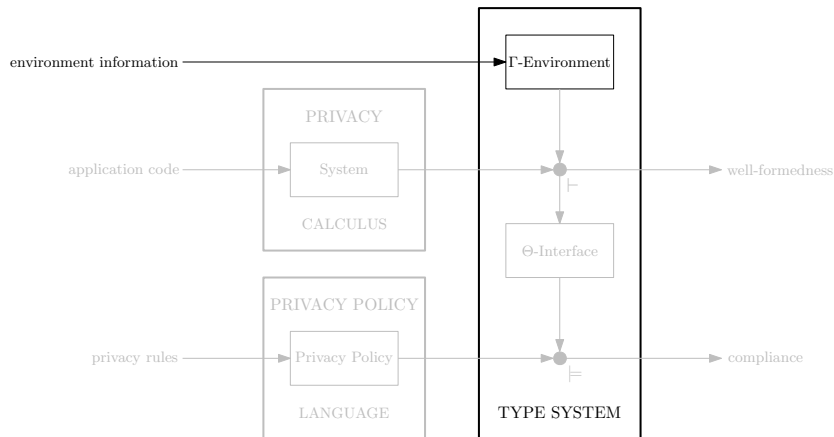 environment information
Γ-Environment
PRIVACY
application code
System
well-formedness
⊢
CALCULUS
Θ-Interface
PRIVACY POLICY
privacy rules
Privacy Policy
compliance
⊨
LANGUAGE
TYPE SYSTEM